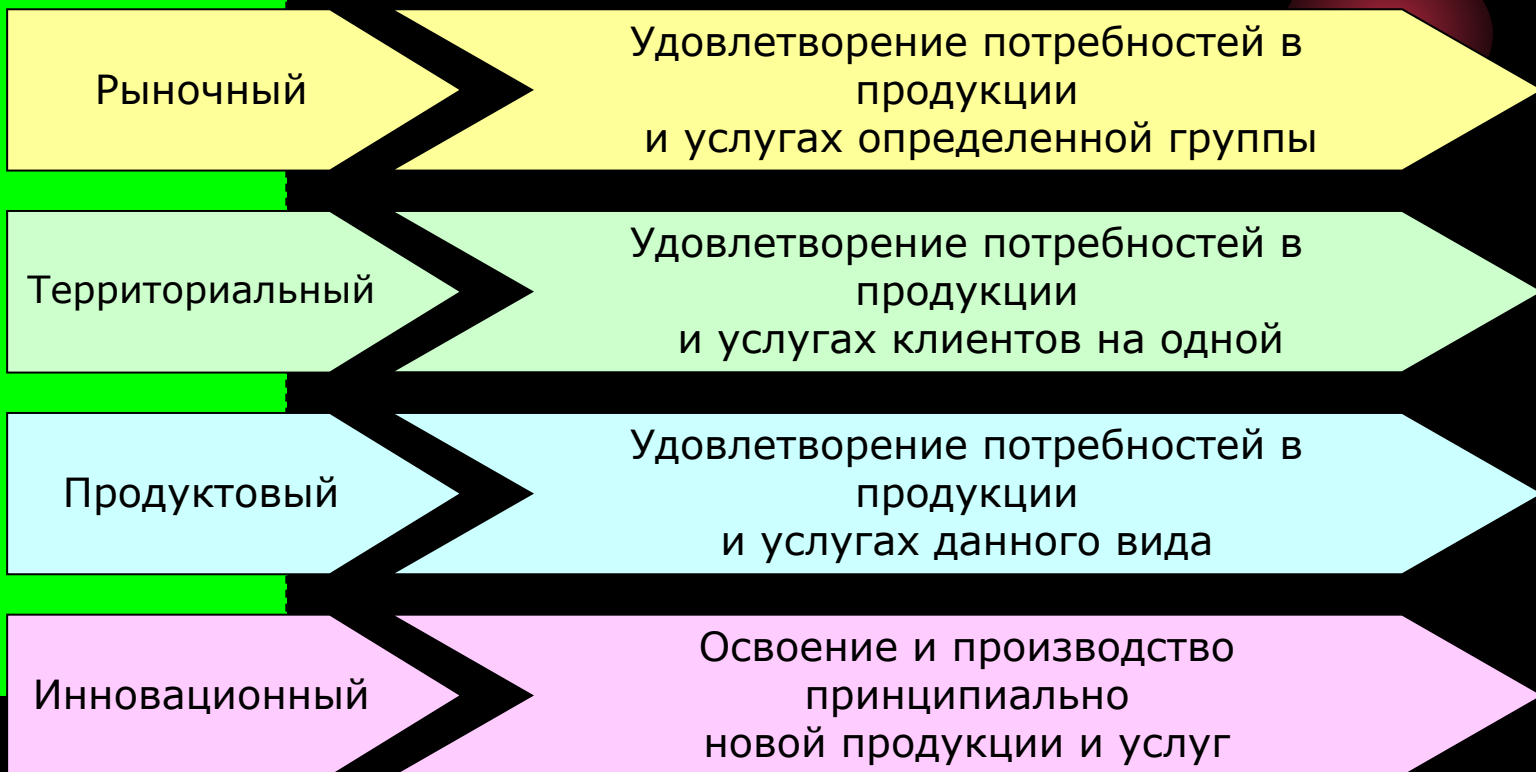 Рыночный
Удовлетворение потребностей в
продукции
и услугах определенной группы
Территориальный
Удовлетворение потребностей в
продукции
и услугах клиентов на одной
Продуктовый
Удовлетворение потребностей в
продукции
и услугах данного вида
Инновационный
Освоение и производство
принципиально
новой продукции и услуг